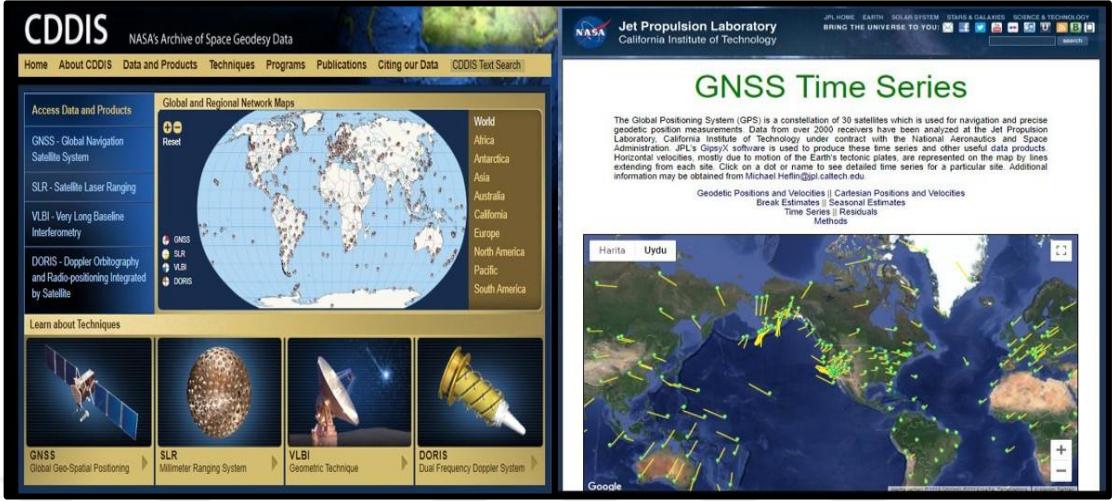 CDDIS NASA's Archive of Space Geodesy Data
Home About CDDIS Data and Products Techniques Programs Publications Citing our Data CDDIS Text Search
Access Data and Products
GNSS - Global Navigation
Satellite System
SLR - Satellite Laser Ranging
VLBI - Very Long Baseline
Interferometry
DORIS - Doppler Orbitography
and Radio-positioning Integrated
by Satellite
Global and Regional Network Maps
Reset
GNSS
SLR
VLBI
DORIS
World
Africa
Antarctica
Asia
Australia
California
Europe
North America
Pacific
South America
Learn about Techniques
GNSS
Global Geo-Spatial Positioning
SLR
Millimeter Ranging System
VLBI
Geometric Technique
DORIS
Dual Frequency Doppler System
NASA
Jet Propulsion Laboratory
California Institute of Technology
JPL HOME EARTH SOLAR SYSTEM STARS & GALAXIES SCIENCE & TECHNOLOGY
BRING THE UNIVERSE TO YOU:
search
GNSS Time Series
The Global Positioning System (GPS) is a constellation of 30 satellites which is used for navigation and precise
geodetic position measurements. Data from over 2000 receivers have been analyzed at the Jet Propulsion
Laboratory, California Institute of Technology under contract with the National Aeronautics and Space
Administration. JPL's GipsyX software is used to produce these time series and other useful data products.
Horizontal velocities, mostly due to motion of the Earth's tectonic plates, are represented on the map by lines
extending from each site. Click on a dot or name to see detailed time series for a particular site. Additional
information may be obtained from Michael.Heflin@jpl.caltech.edu.
Geodetic Positions and Velocities || Cartesian Positions and Velocities
Break Estimates || Seasonal Estimates
Time Series || Residuals
Methods
Harita Uydu
Google